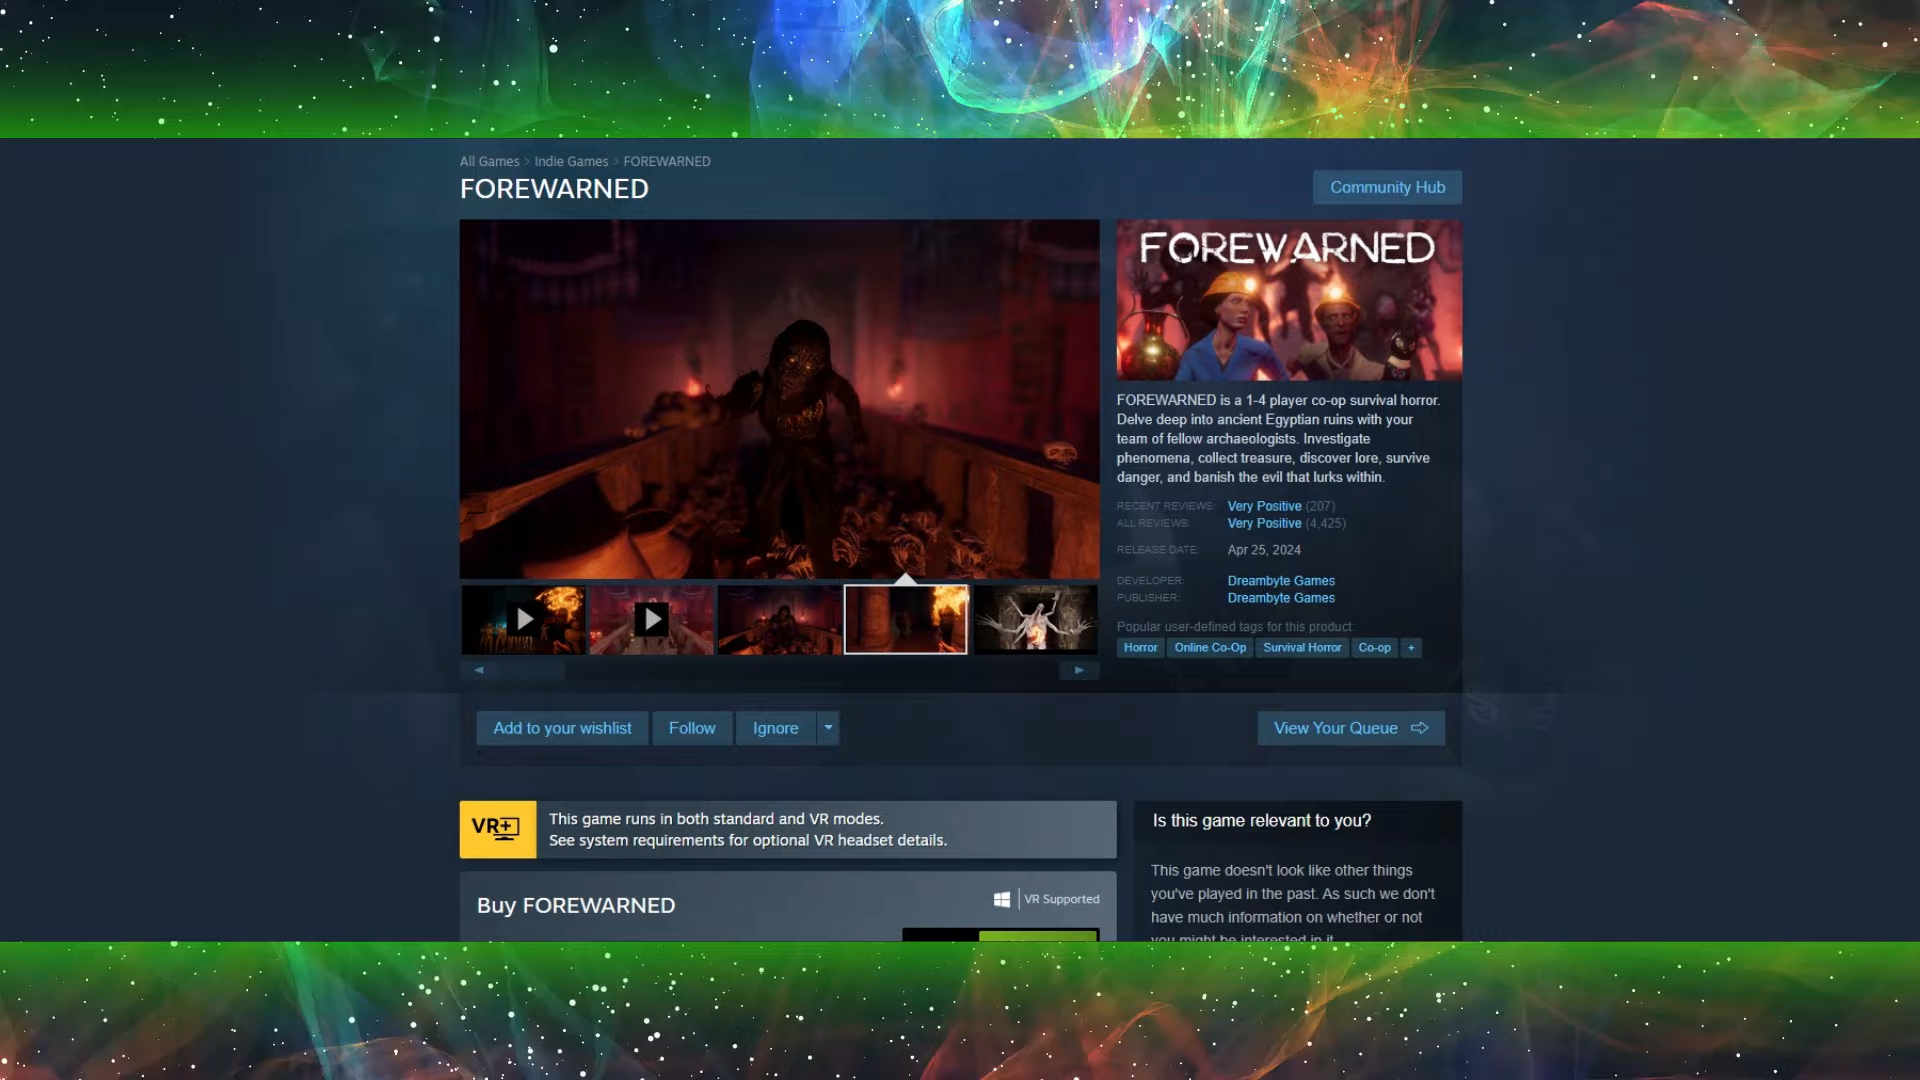 All Games > Indie Games > FOREWARNED
FOREWARNED
Community Hub
FOREWARNED
FOREWARNED is a 1-4 player co-op survival horror.
Delve deep into ancient Egyptian ruins with your
team of fellow archaeologists. Investigate
phenomena, collect treasure, discover lore, survive
danger, and banish the evil that lurks within.
RECENT REVIEWS: Very Positive (207)
ALL REVIEWS: Very Positive (4,425)
RELEASE DATE: Apr 25, 2024
DEVELOPER: Dreambyte Games
PUBLISHER: Dreambyte Games
Popular user-defined tags for this product:
Horror Online Co-Op Survival Horror Co-op +
Add to your wishlist Follow Ignore View Your Queue
VR+ This game runs in both standard and VR modes.
See system requirements for optional VR headset details.
Buy FOREWARNED
VR Supported
Is this game relevant to you?
This game doesn't look like other things
you've played in the past. As such we don't
have much information on whether or not
you might be interested in it.